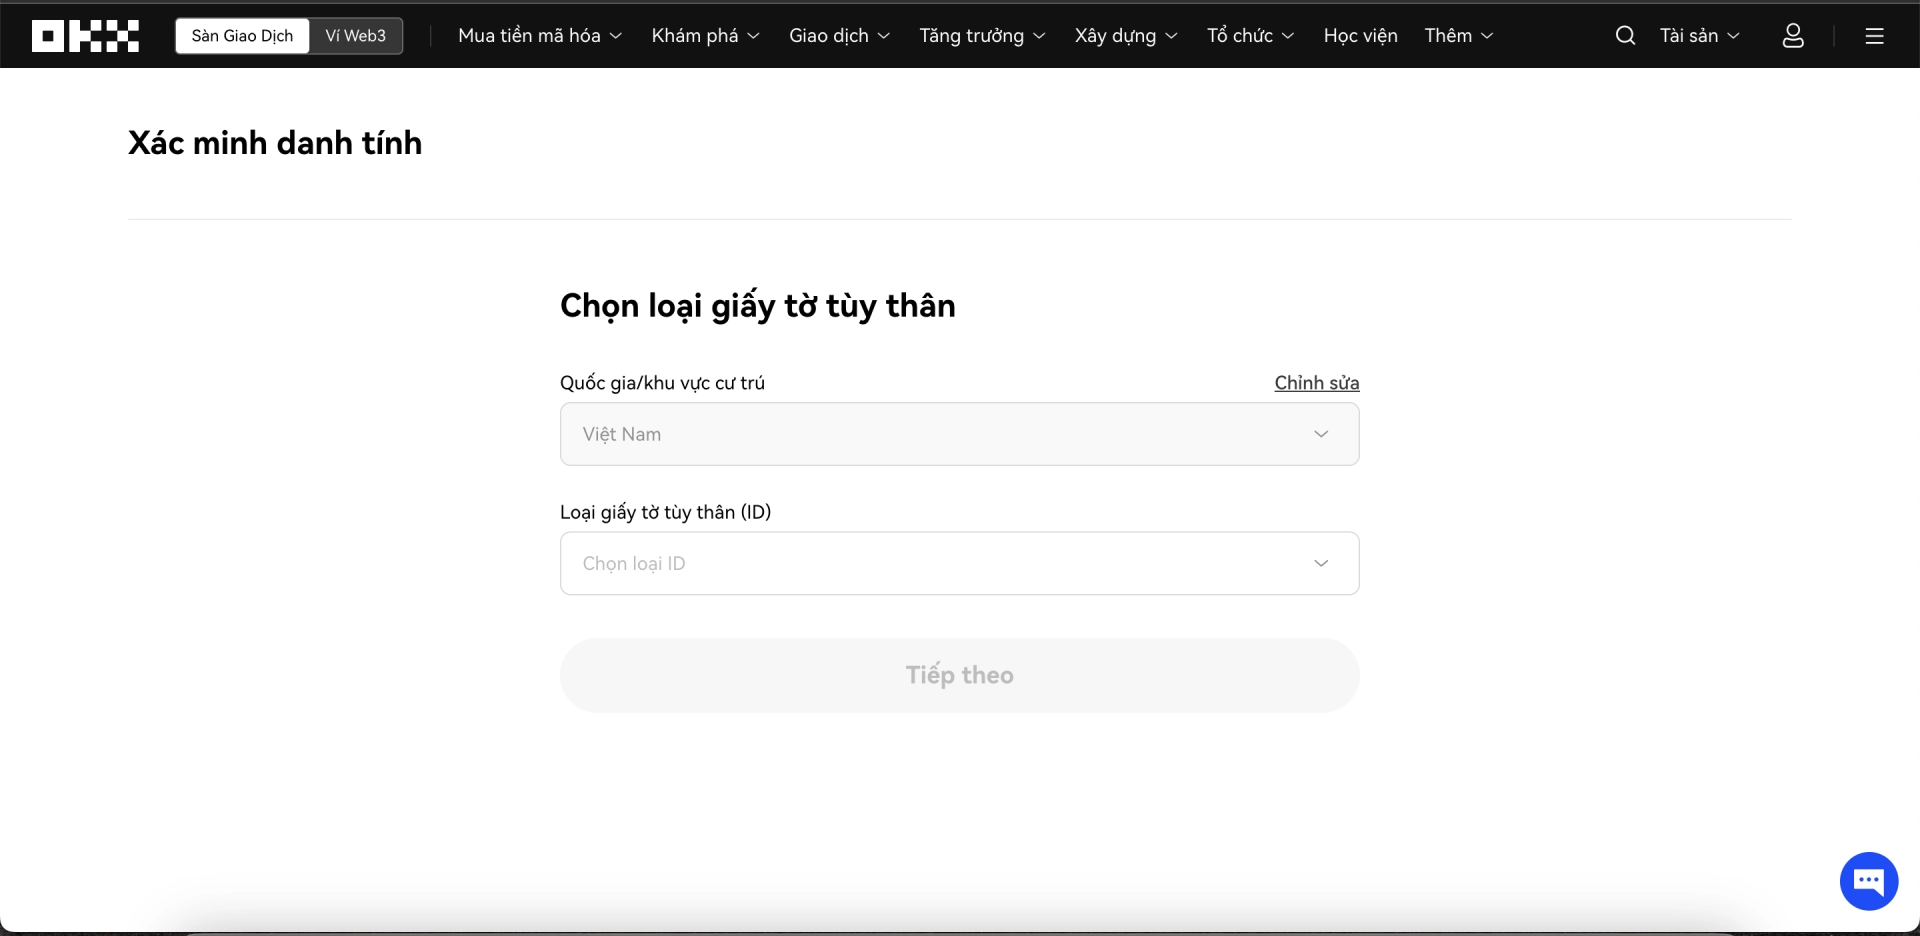 OKX
Sàn Giao Dịch
Ví Web3
Mua tiền mã hóa
Khám phá
Giao dịch
Tăng trưởng
Xây dựng
Tổ chức
Học viện
Thêm
Tài sản
Xác minh danh tính
Chọn loại giấy tờ tùy thân
Quốc gia/khu vực cư trú
Chỉnh sửa
Việt Nam
Loại giấy tờ tùy thân (ID)
Chọn loại ID
Tiếp theo